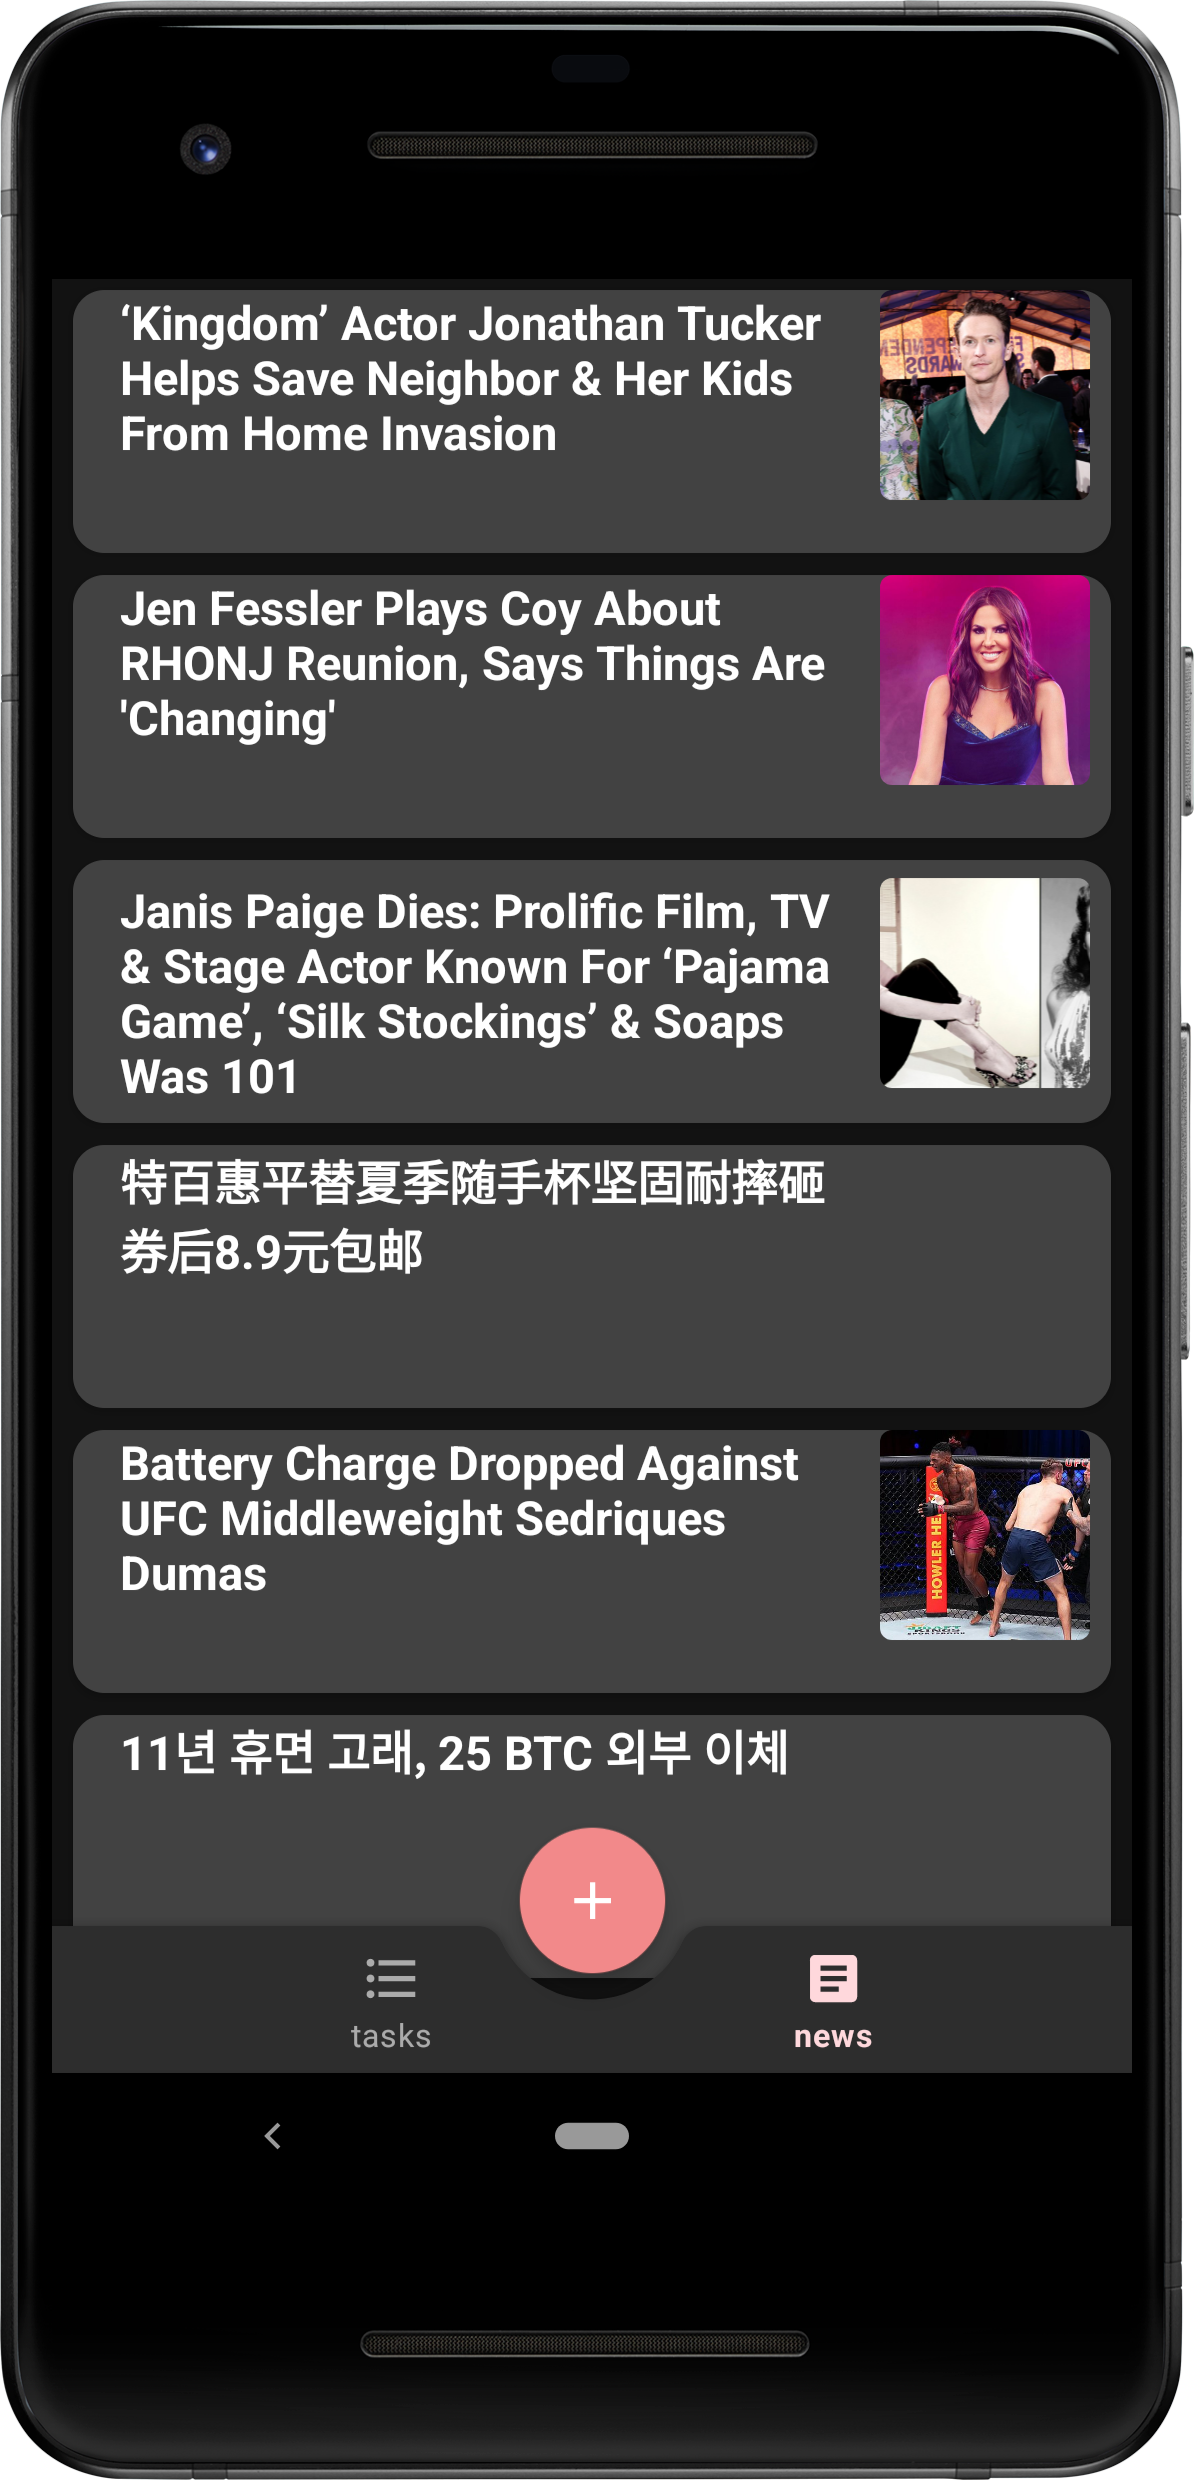 ‘Kingdom’ Actor Jonathan Tucker
Helps Save Neighbor & Her Kids
From Home Invasion
Jen Fessler Plays Coy About
RHONJ Reunion, Says Things Are
'Changing'
Janis Paige Dies: Prolific Film, TV
& Stage Actor Known For ‘Pajama
Game’, ‘Silk Stockings’ & Soaps
Was 101
特百惠平替夏季随手杯坚固耐摔砸
券后8.9元包邮
Battery Charge Dropped Against
UFC Middleweight Sedriques
Dumas
HOWLER HE
11년 휴면 고래, 25 BTC 외부 이체
tasks
news